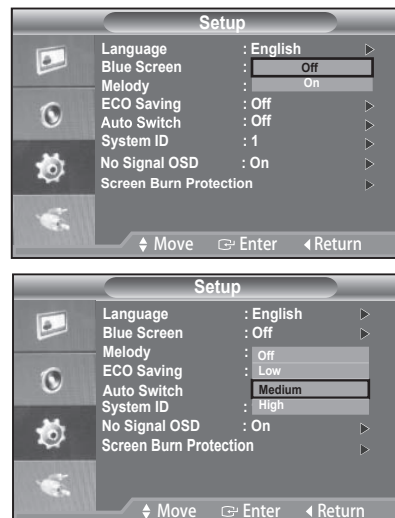 Setup
Language : English
Blue Screen : Off
Melody : On
ECO Saving : Off
Auto Switch : Off
System ID : 1
No Signal OSD : On
Screen Burn Protection
Move Enter Return
Setup
Language : English
Blue Screen : Off
Melody : Off
ECO Saving : Low
Auto Switch Medium
System ID : High
No Signal OSD : On
Screen Burn Protection
Move Enter Return